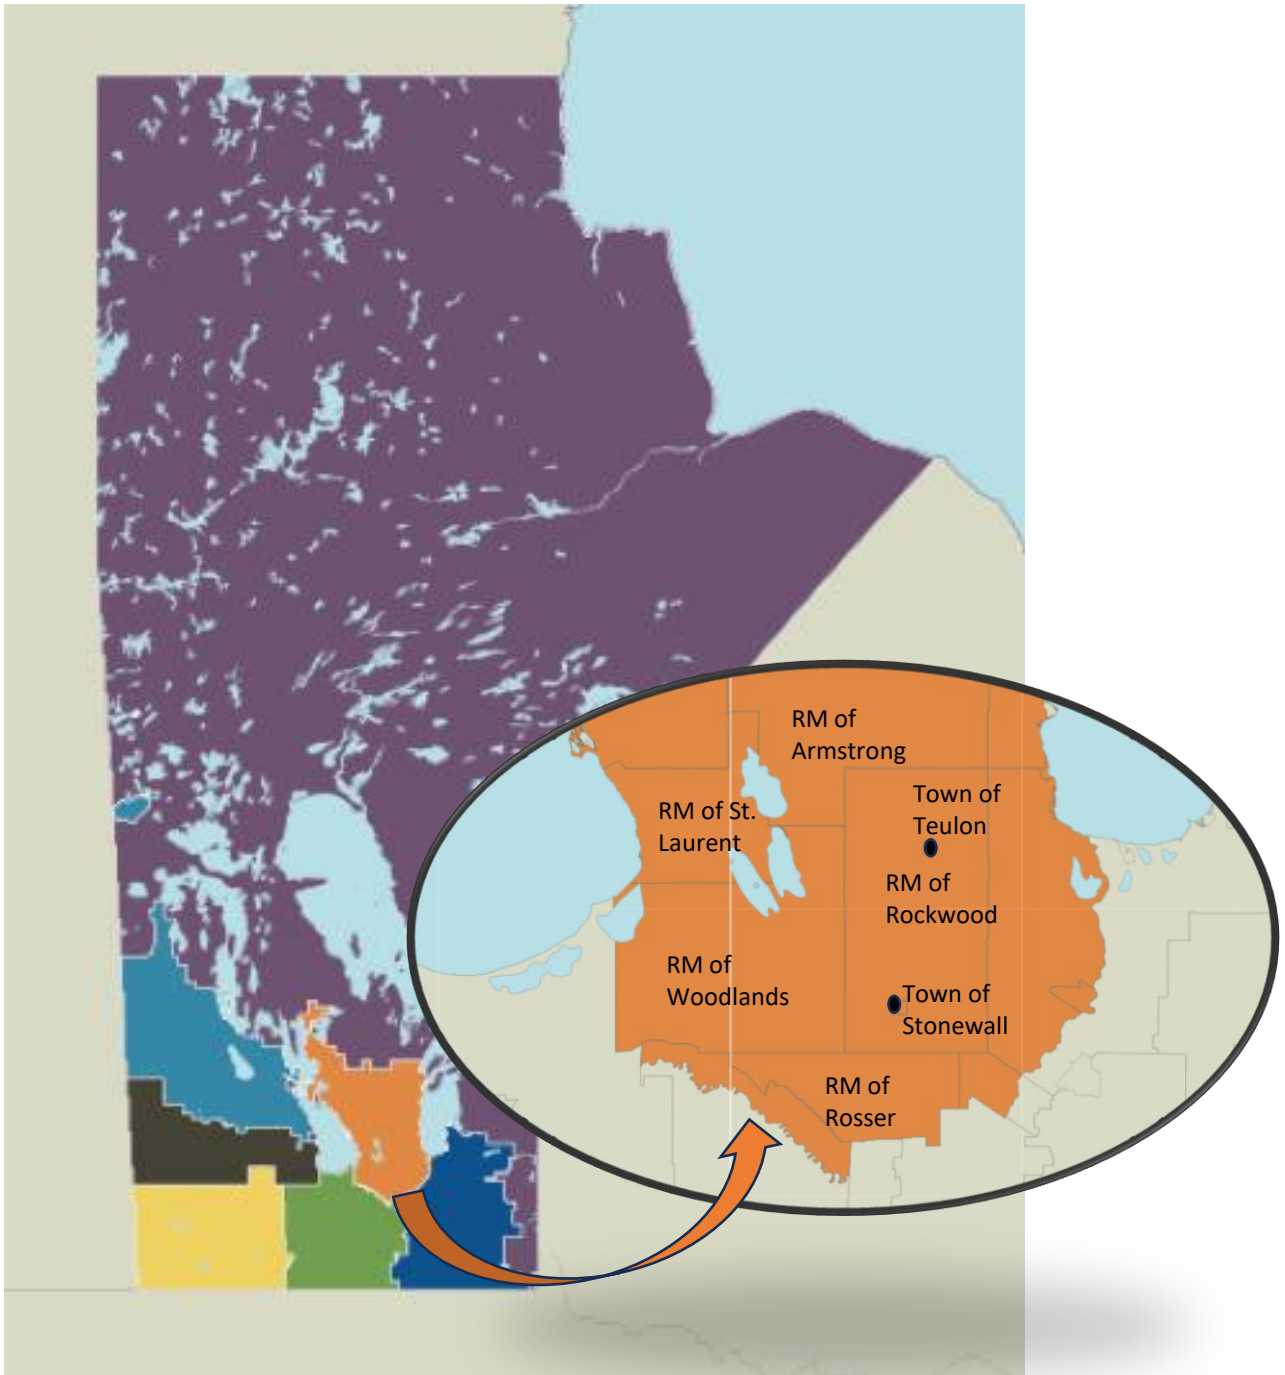 RM of
Armstrong
Town of
Teulon
RM of St.
Laurent
RM of
Rockwood
RM of
Woodlands
Town of
Stonewall
RM of
Rosser